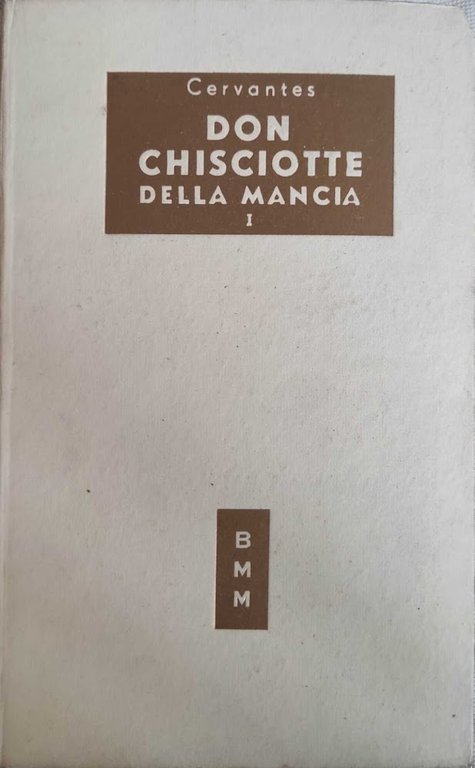 Cervantes
DON
CHISCIOTTE
DELLA MANCIA
I
B
M
M